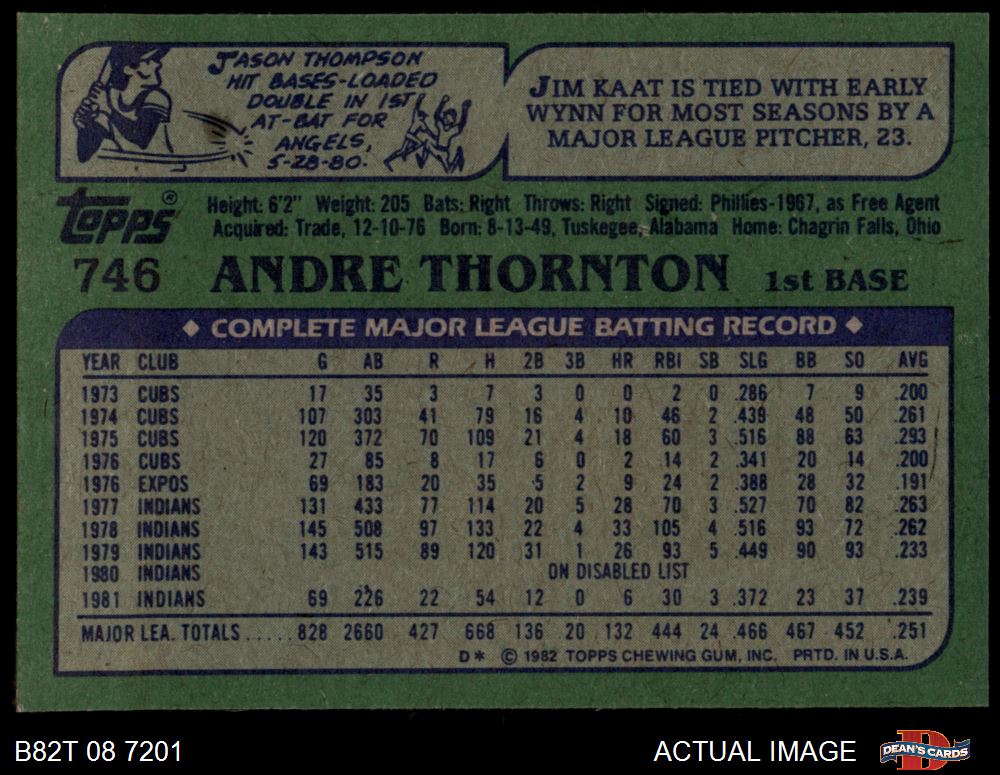 JASON THOMPSON
HIT BASES-LOADED
DOUBLE IN 1ST
AT-BAT FOR
ANGELS,
5-28-80.
JIM KAAT IS TIED WITH EARLY
WYNN FOR MOST SEASONS BY A
MAJOR LEAGUE PITCHER, 23.
topps®
Height: 6'2" Weight: 205 Bats: Right Throws: Right Signed: Phillies-1967, as Free Agent
Acquired: Trade, 12-10-76 Born: 8-13-49, Tuskegee, Alabama Home: Chagrin Falls, Ohio
746 ANDRE THORNTON 1st BASE
◆ COMPLETE MAJOR LEAGUE BATTING RECORD ◆
YEAR CLUB G AB R H 2B 3B HR RBI SB SLG BB SO AVG
1973 CUBS 17 35 3 7 3 0 0 2 0 .286 7 9 .200
1974 CUBS 107 303 41 79 16 4 10 46 2 .439 48 50 .261
1975 CUBS 120 372 70 109 21 4 18 60 3 .516 88 63 .293
1976 CUBS 27 85 8 17 6 0 2 14 2 .341 20 14 .200
1976 EXPOS 69 183 20 35 5 2 9 24 2 .388 28 32 .191
1977 INDIANS 131 433 77 114 20 5 28 70 3 .527 70 82 .263
1978 INDIANS 145 508 97 133 22 4 33 105 4 .516 93 72 .262
1979 INDIANS 143 515 89 120 31 1 26 93 5 .449 90 93 .233
1980 INDIANS ON DISABLED LIST
1981 INDIANS 69 226 22 54 12 0 6 30 3 .372 23 37 .239
MAJOR LEA. TOTALS ..... 828 2660 427 668 136 20 132 444 24 .466 467 452 .251
D* © 1982 TOPPS CHEWING GUM, INC. PRTD. IN U.S.A.
B82T 08 7201 ACTUAL IMAGE DEAN'S CARDS